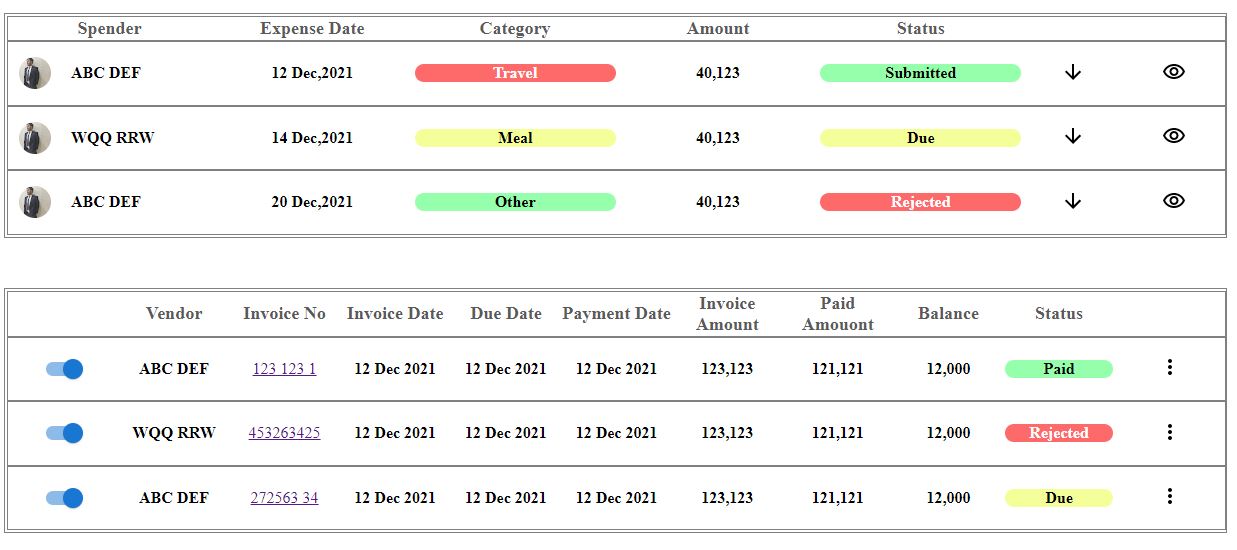 Spender Expense Date Category Amount Status
ABC DEF 12 Dec,2021 Travel 40,123 Submitted
WQQ RRW 14 Dec,2021 Meal 40,123 Due
ABC DEF 20 Dec,2021 Other 40,123 Rejected
Vendor Invoice No Invoice Date Due Date Payment Date Invoice Amount Paid Amouont Balance Status
ABC DEF 123 123 1 12 Dec 2021 12 Dec 2021 12 Dec 2021 123,123 121,121 12,000 Paid
WQQ RRW 453263425 12 Dec 2021 12 Dec 2021 12 Dec 2021 123,123 121,121 12,000 Rejected
ABC DEF 272563 34 12 Dec 2021 12 Dec 2021 12 Dec 2021 123,123 121,121 12,000 Due